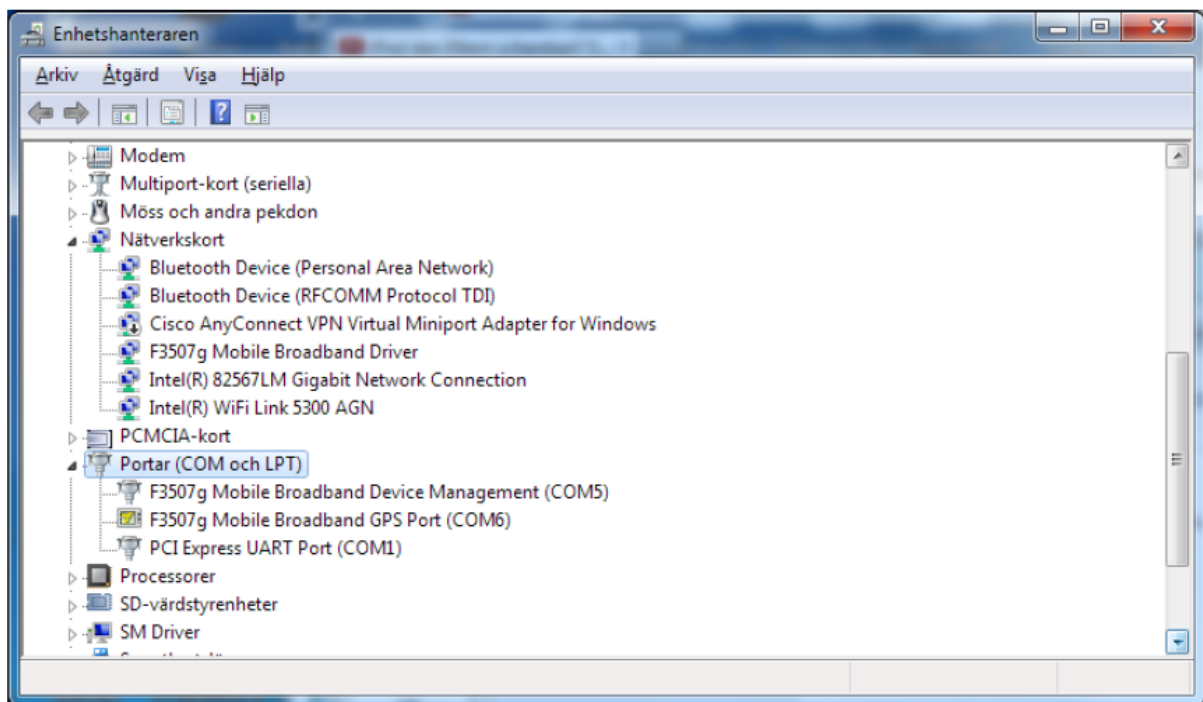 Enhetshanteraren
Arkiv Åtgärd Visa Hjälp
Modem
Multiport-kort (seriella)
Möss och andra pekdon
Nätverkskort
Bluetooth Device (Personal Area Network)
Bluetooth Device (RFCOMM Protocol TDI)
Cisco AnyConnect VPN Virtual Miniport Adapter for Windows
F3507g Mobile Broadband Driver
Intel(R) 82567LM Gigabit Network Connection
Intel(R) WiFi Link 5300 AGN
PCMCIA-kort
Portar (COM och LPT)
F3507g Mobile Broadband Device Management (COM5)
F3507g Mobile Broadband GPS Port (COM6)
PCI Express UART Port (COM1)
Processorer
SD-värdstyrenheter
SM Driver